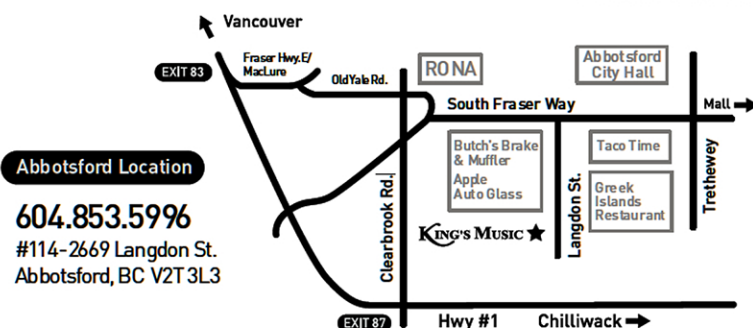 Vancouver
EXIT 83
Fraser Hwy.E/
MacLure
Old Yale Rd.
RONA
Abbotsford
City Hall
South Fraser Way
Mall
Abbotsford Location
604.853.5996
#114-2669 Langdon St.
Abbotsford, BC V2T 3L3
Clearbrook Rd.
Butch's Brake
& Muffler
Apple
Auto Glass
KING'S MUSIC
Langdon St.
Taco Time
Greek
Islands
Restaurant
Trethewey
EXIT 87
Hwy #1
Chilliwack